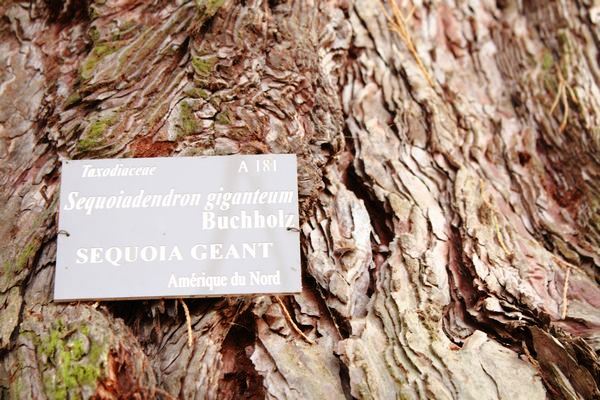 Taxodiaceae A 181
Sequoiadendron giganteum
Buchholz
SEQUOIA GEANT
Amérique du Nord